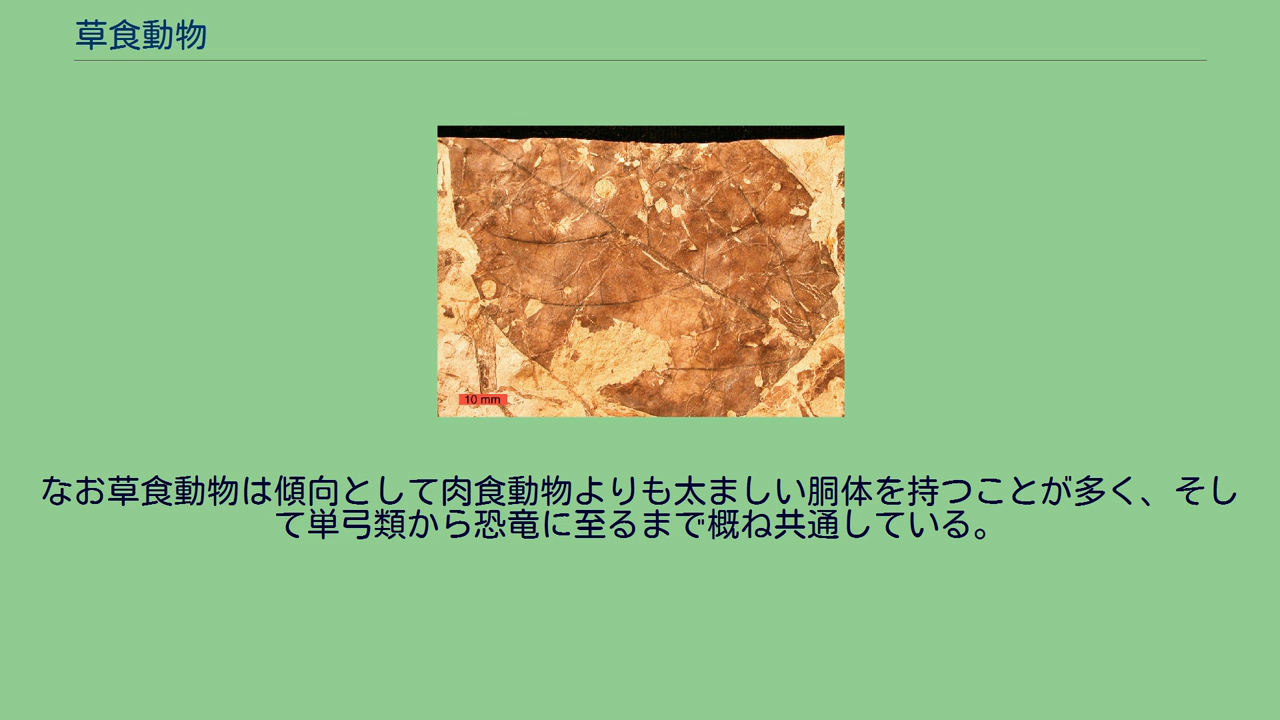 草食動物
10 mm
なお草食動物は傾向として肉食動物よりも太ましい胴体を持つことが多く、そし
て単弓類から恐竜に至るまで概ね共通している。